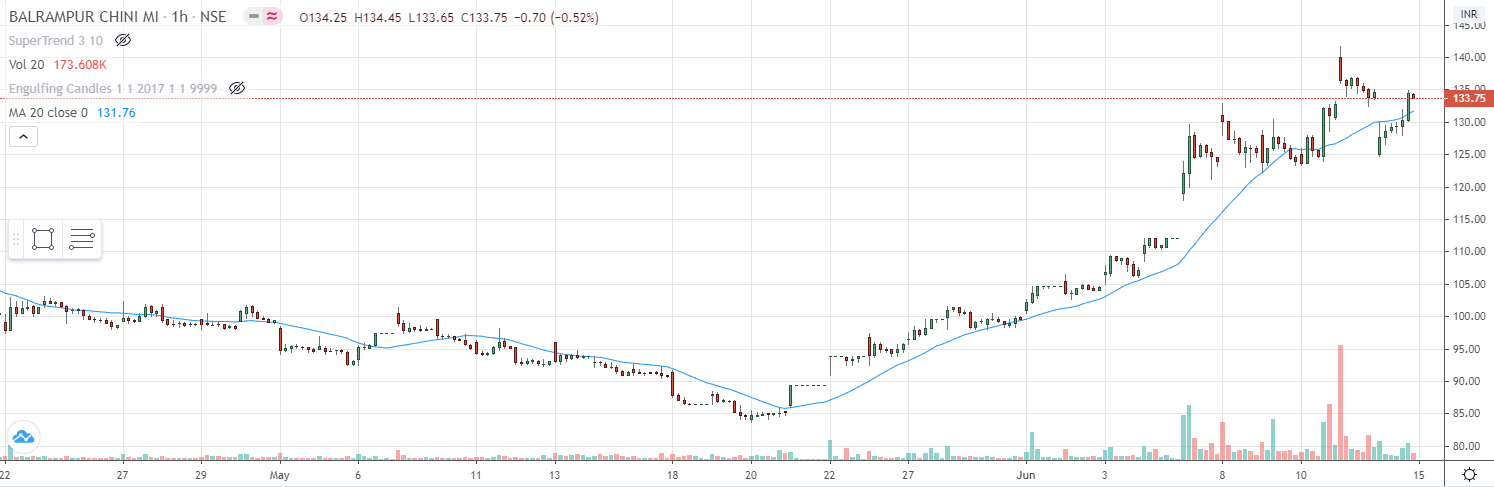 BALRAMPUR CHINI MI · 1h · NSE O134.25 H134.45 L133.65 C133.75 −0.70 (−0.52%)
SuperTrend 3 10
Vol 20 173.608K
Engulfing Candles 1 1 2017 1 1 9999
MA 20 close 0 131.76
INR
145.00
140.00
135.00
133.75
130.00
125.00
120.00
115.00
110.00
105.00
100.00
95.00
90.00
85.00
80.00
22 27 29 May 6 11 13 18 20 22 27 Jun 3 8 10 15